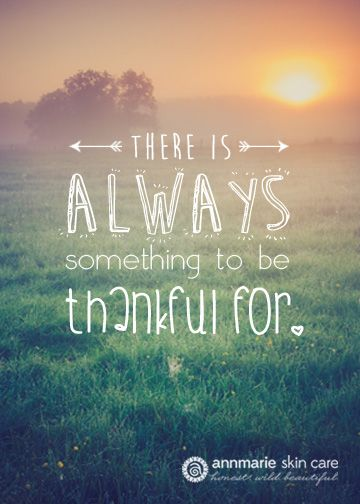 THERE IS
ALWAYS
something to be
thankful for.
annmarie skin care
honest. wild. beautiful.